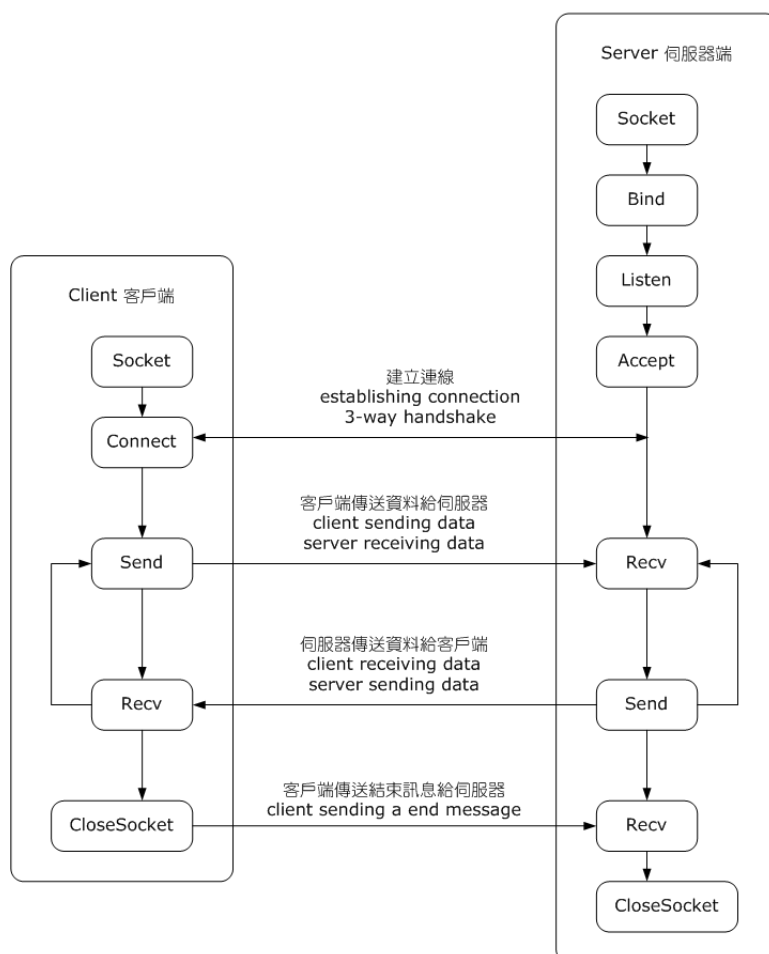 Server 伺服器端
Socket
Bind
Listen
Accept
Client 客戶端
Socket
Connect
建立連線
establishing connection
3-way handshake
客戶端傳送資料給伺服器
client sending data
server receiving data
Send
Recv
伺服器傳送資料給客戶端
client receiving data
server sending data
Recv
Send
客戶端傳送結束訊息給伺服器
client sending a end message
CloseSocket
Recv
CloseSocket